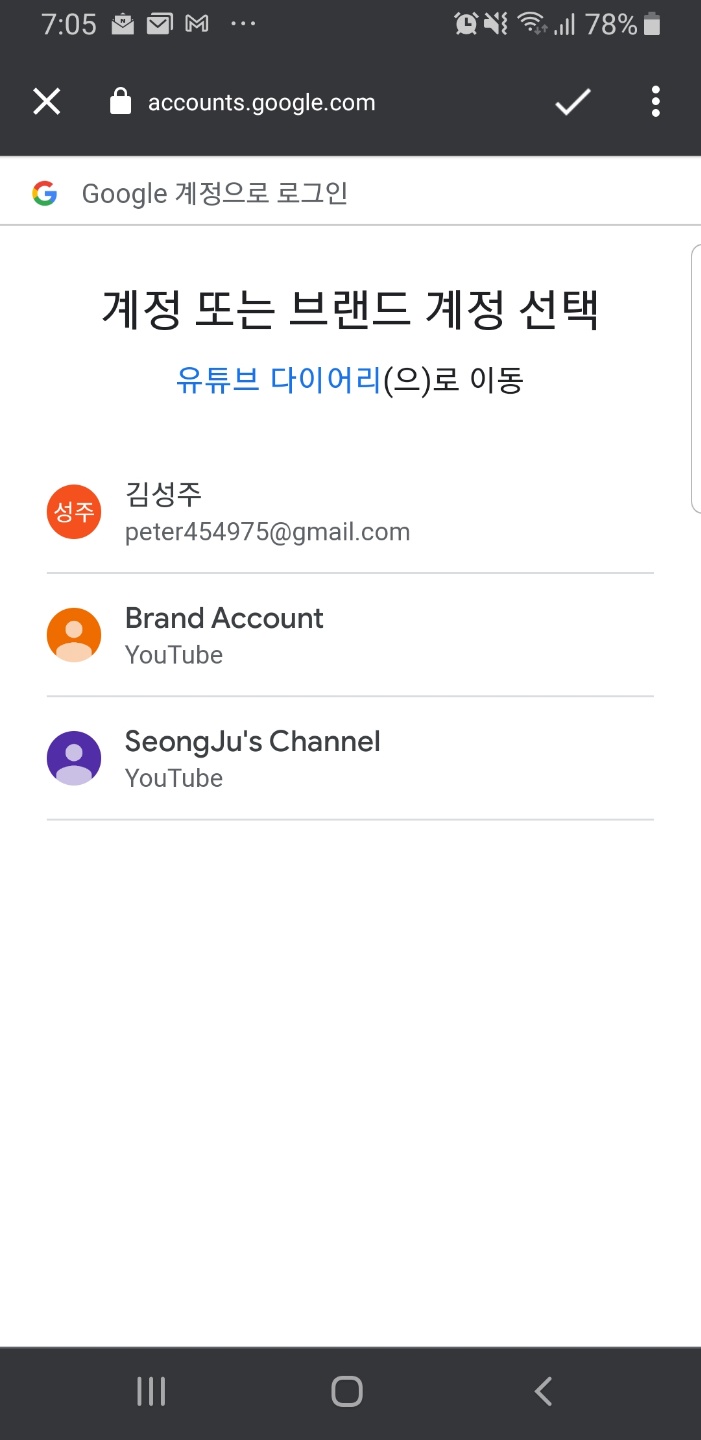 7:05 78%
accounts.google.com
Google 계정으로 로그인
계정 또는 브랜드 계정 선택
유튜브 다이어리(으)로 이동
성주
김성주
peter454975@gmail.com
Brand Account
YouTube
SeongJu's Channel
YouTube